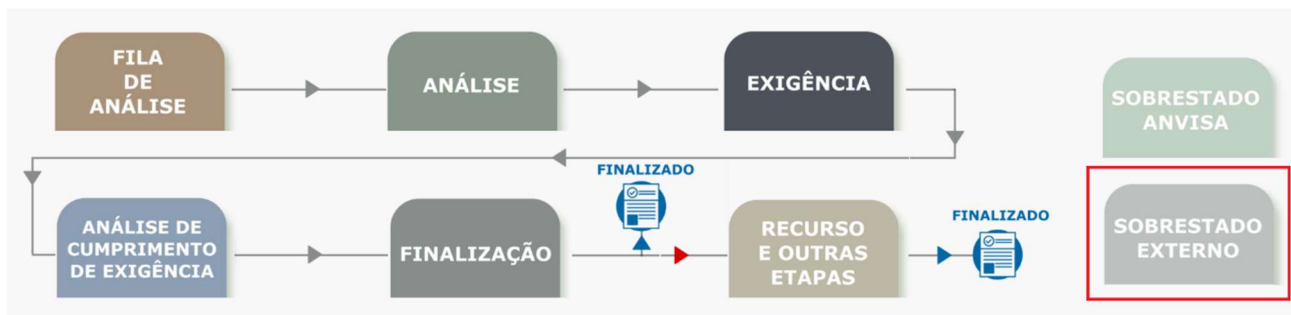 FILA
DE
ANÁLISE
ANÁLISE
EXIGÊNCIA
SOBRESTADO
ANVISA
ANÁLISE DE
CUMPRIMENTO
DE EXIGÊNCIA
FINALIZAÇÃO
FINALIZADO
RECURSO
E OUTRAS
ETAPAS
FINALIZADO
SOBRESTADO
EXTERNO